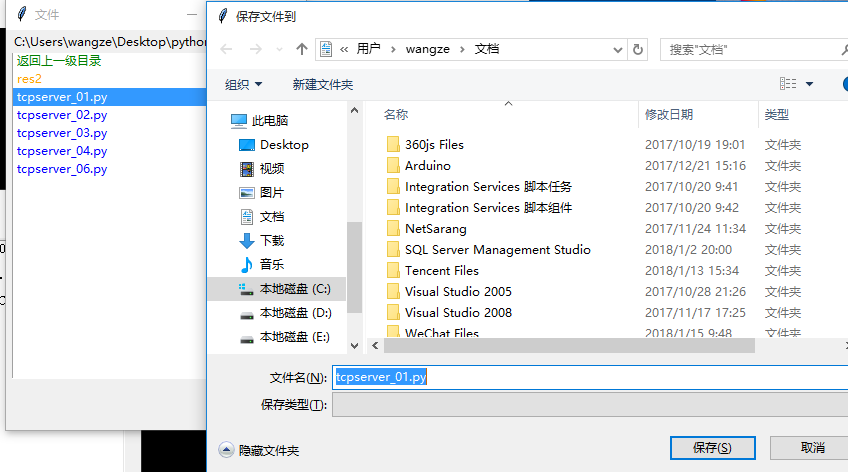 文件
C:\Users\wangze\Desktop\python
返回上一级目录
res2
tcpserver_01.py
tcpserver_02.py
tcpserver_03.py
tcpserver_04.py
tcpserver_06.py
保存文件到
« 用户 › wangze › 文档
搜索"文档"
组织 新建文件夹
此电脑
Desktop
视频
图片
文档
下载
音乐
本地磁盘 (C:)
本地磁盘 (D:)
本地磁盘 (E:)
名称 修改日期 类型
360js Files 2017/10/19 19:01 文件夹
Arduino 2017/12/21 15:16 文件夹
Integration Services 脚本任务 2017/10/20 9:41 文件夹
Integration Services 脚本组件 2017/10/20 9:42 文件夹
NetSarang 2017/11/24 11:34 文件夹
SQL Server Management Studio 2018/1/2 20:00 文件夹
Tencent Files 2018/1/13 15:34 文件夹
Visual Studio 2005 2017/10/28 21:26 文件夹
Visual Studio 2008 2017/11/17 17:25 文件夹
WeChat Files 2018/1/15 9:48 文件夹
文件名(N): tcpserver_01.py
保存类型(T):
隐藏文件夹
保存(S) 取消